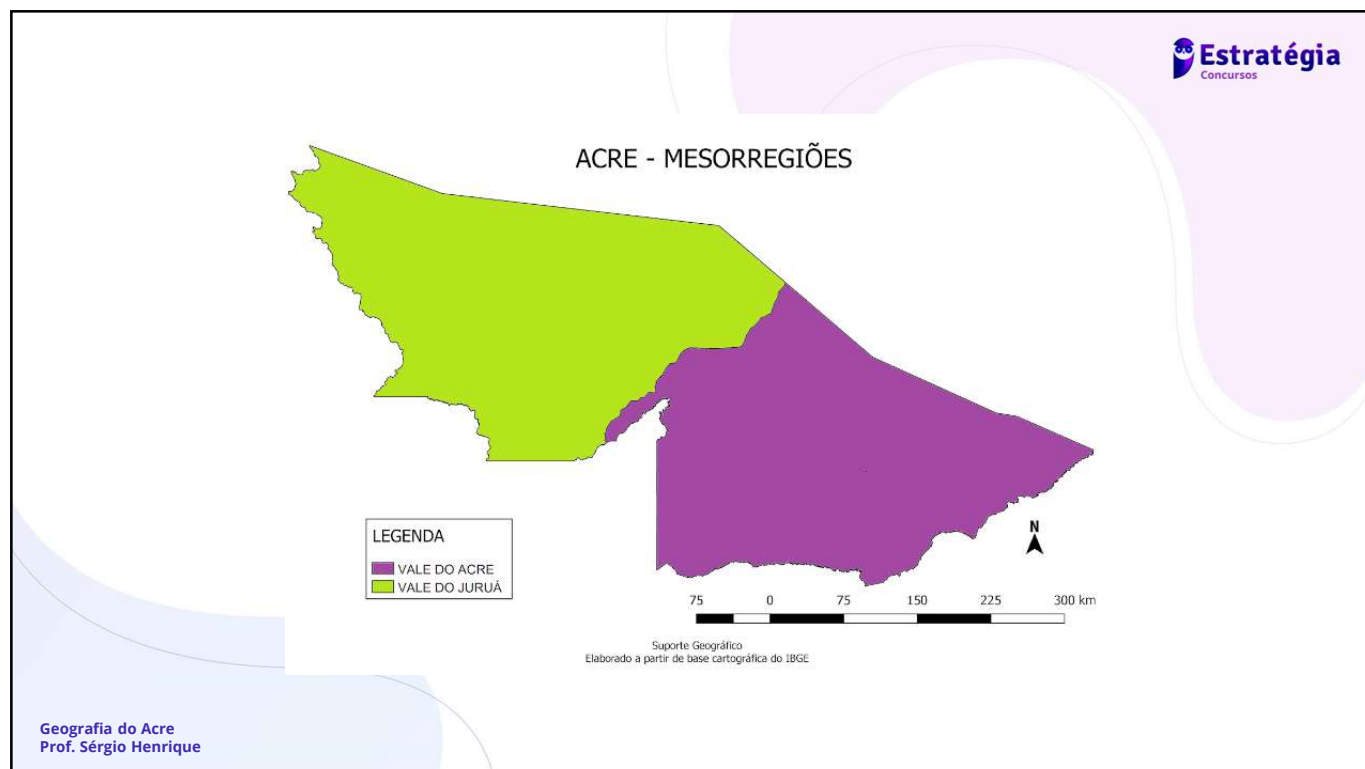 Estratégia
Concursos
ACRE - MESORREGIÕES
LEGENDA
VALE DO ACRE
VALE DO JURUÁ
N
75 0 75 150 225 300 km
Suporte Geográfico
Elaborado a partir de base cartográfica do IBGE
Geografia do Acre
Prof. Sérgio Henrique